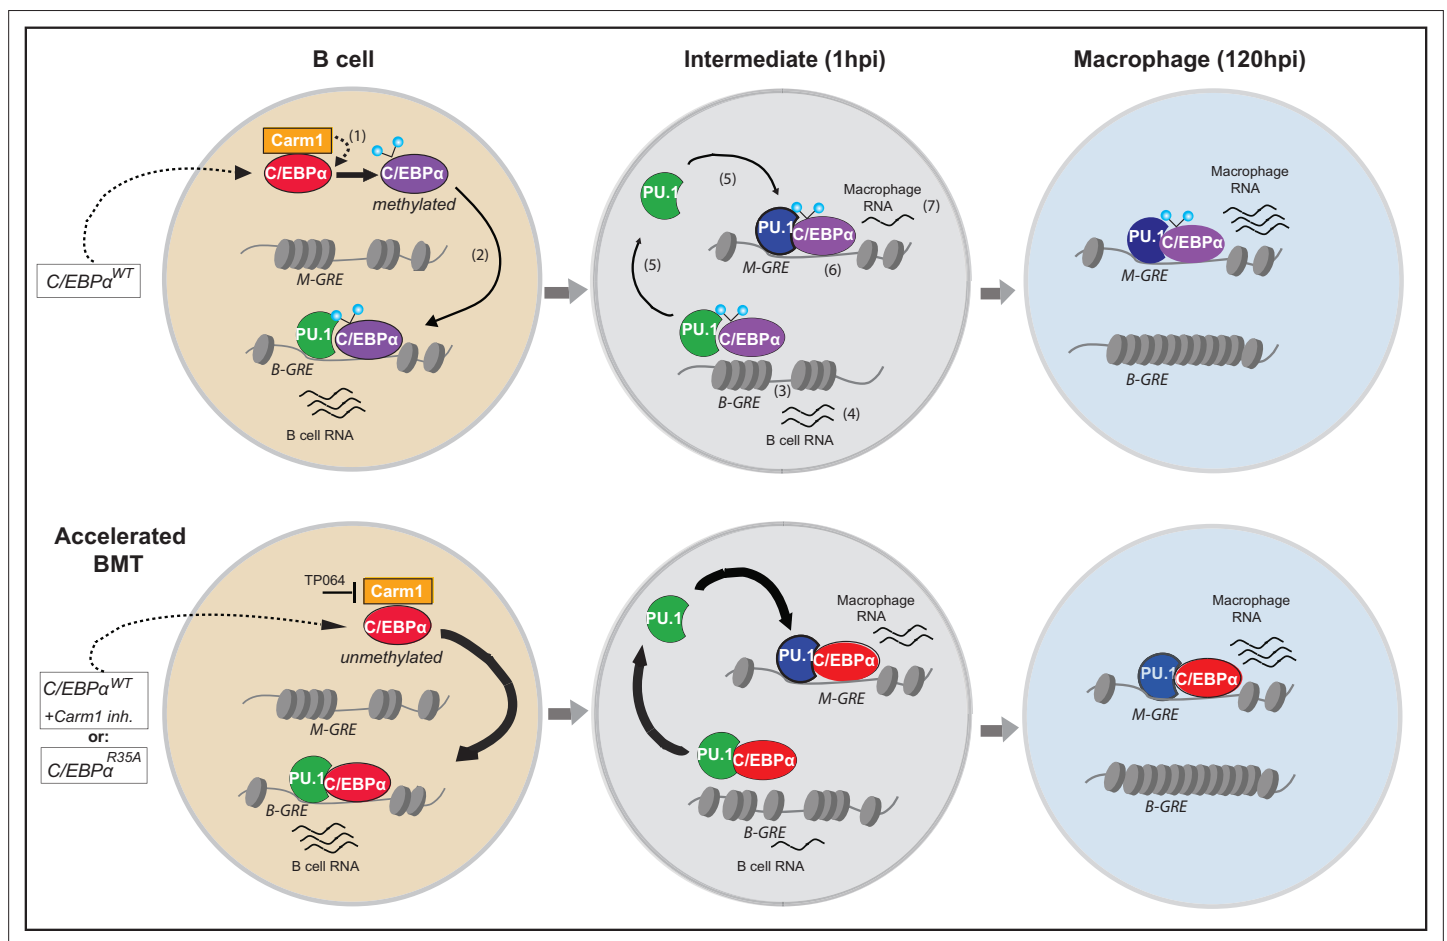 B cell
Intermediate (1hpi)
Macrophage (120hpi)
Carm1
(1)
C/EBPα
C/EBPα
methylated
C/EBPα^WT
(2)
M-GRE
PU.1
C/EBPα
B-GRE
B cell RNA
PU.1
(5)
Macrophage
RNA
(7)
PU.1
C/EBPα
M-GRE
(6)
(5)
PU.1
C/EBPα
B-GRE
(3)
(4)
B cell RNA
Macrophage
RNA
PU.1
C/EBPα
M-GRE
B-GRE
Accelerated
BMT
TP064
Carm1
C/EBPα
unmethylated
C/EBPα^WT
+Carm1 inh.
or:
C/EBPα^R35A
M-GRE
PU.1
C/EBPα
B-GRE
B cell RNA
PU.1
Macrophage
RNA
PU.1
C/EBPα
M-GRE
PU.1
C/EBPα
B-GRE
B cell RNA
Macrophage
RNA
PU.1
C/EBPα
M-GRE
B-GRE